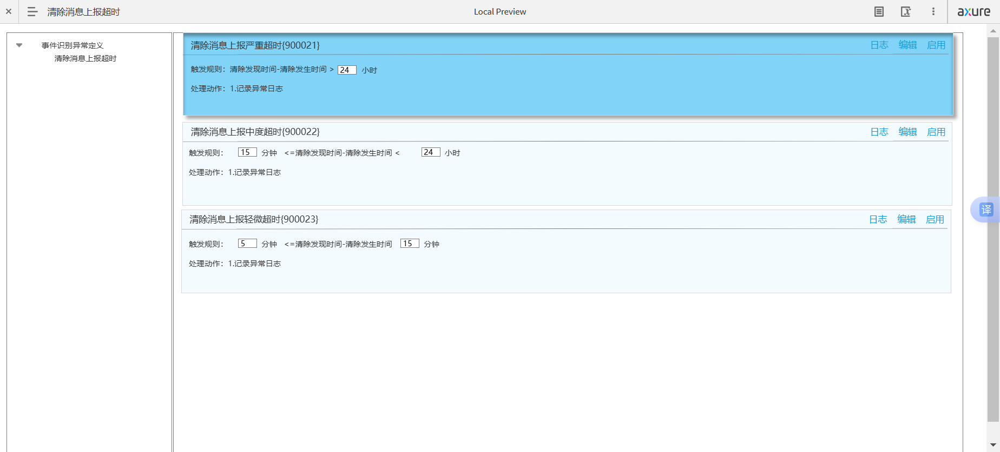 清除消息上报超时
Local Preview
axure
事件识别异常定义
清除消息上报超时
清除消息上报严重超时{900021}
日志 编辑 启用
触发规则：清除发现时间-清除发生时间 > 24 小时
处理动作：1.记录异常日志
清除消息上报中度超时{900022}
日志 编辑 启用
触发规则： 15 分钟 <=清除发现时间-清除发生时间 < 24 小时
处理动作：1.记录异常日志
清除消息上报轻微超时{900023}
日志 编辑 启用
触发规则： 5 分钟 <=清除发现时间-清除发生时间 15 分钟
处理动作：1.记录异常日志
译